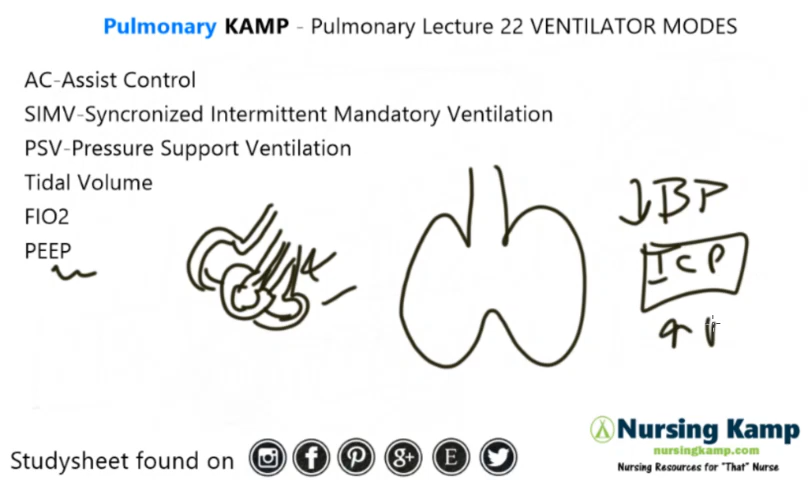 Pulmonary KAMP - Pulmonary Lecture 22 VENTILATOR MODES
AC-Assist Control
SIMV-Syncronized Intermittent Mandatory Ventilation
PSV-Pressure Support Ventilation
Tidal Volume
FIO2
PEEP
↓BP
ICP
↑
Nursing Kamp
nursingkamp.com
Nursing Resources for "That" Nurse
Studysheet found on